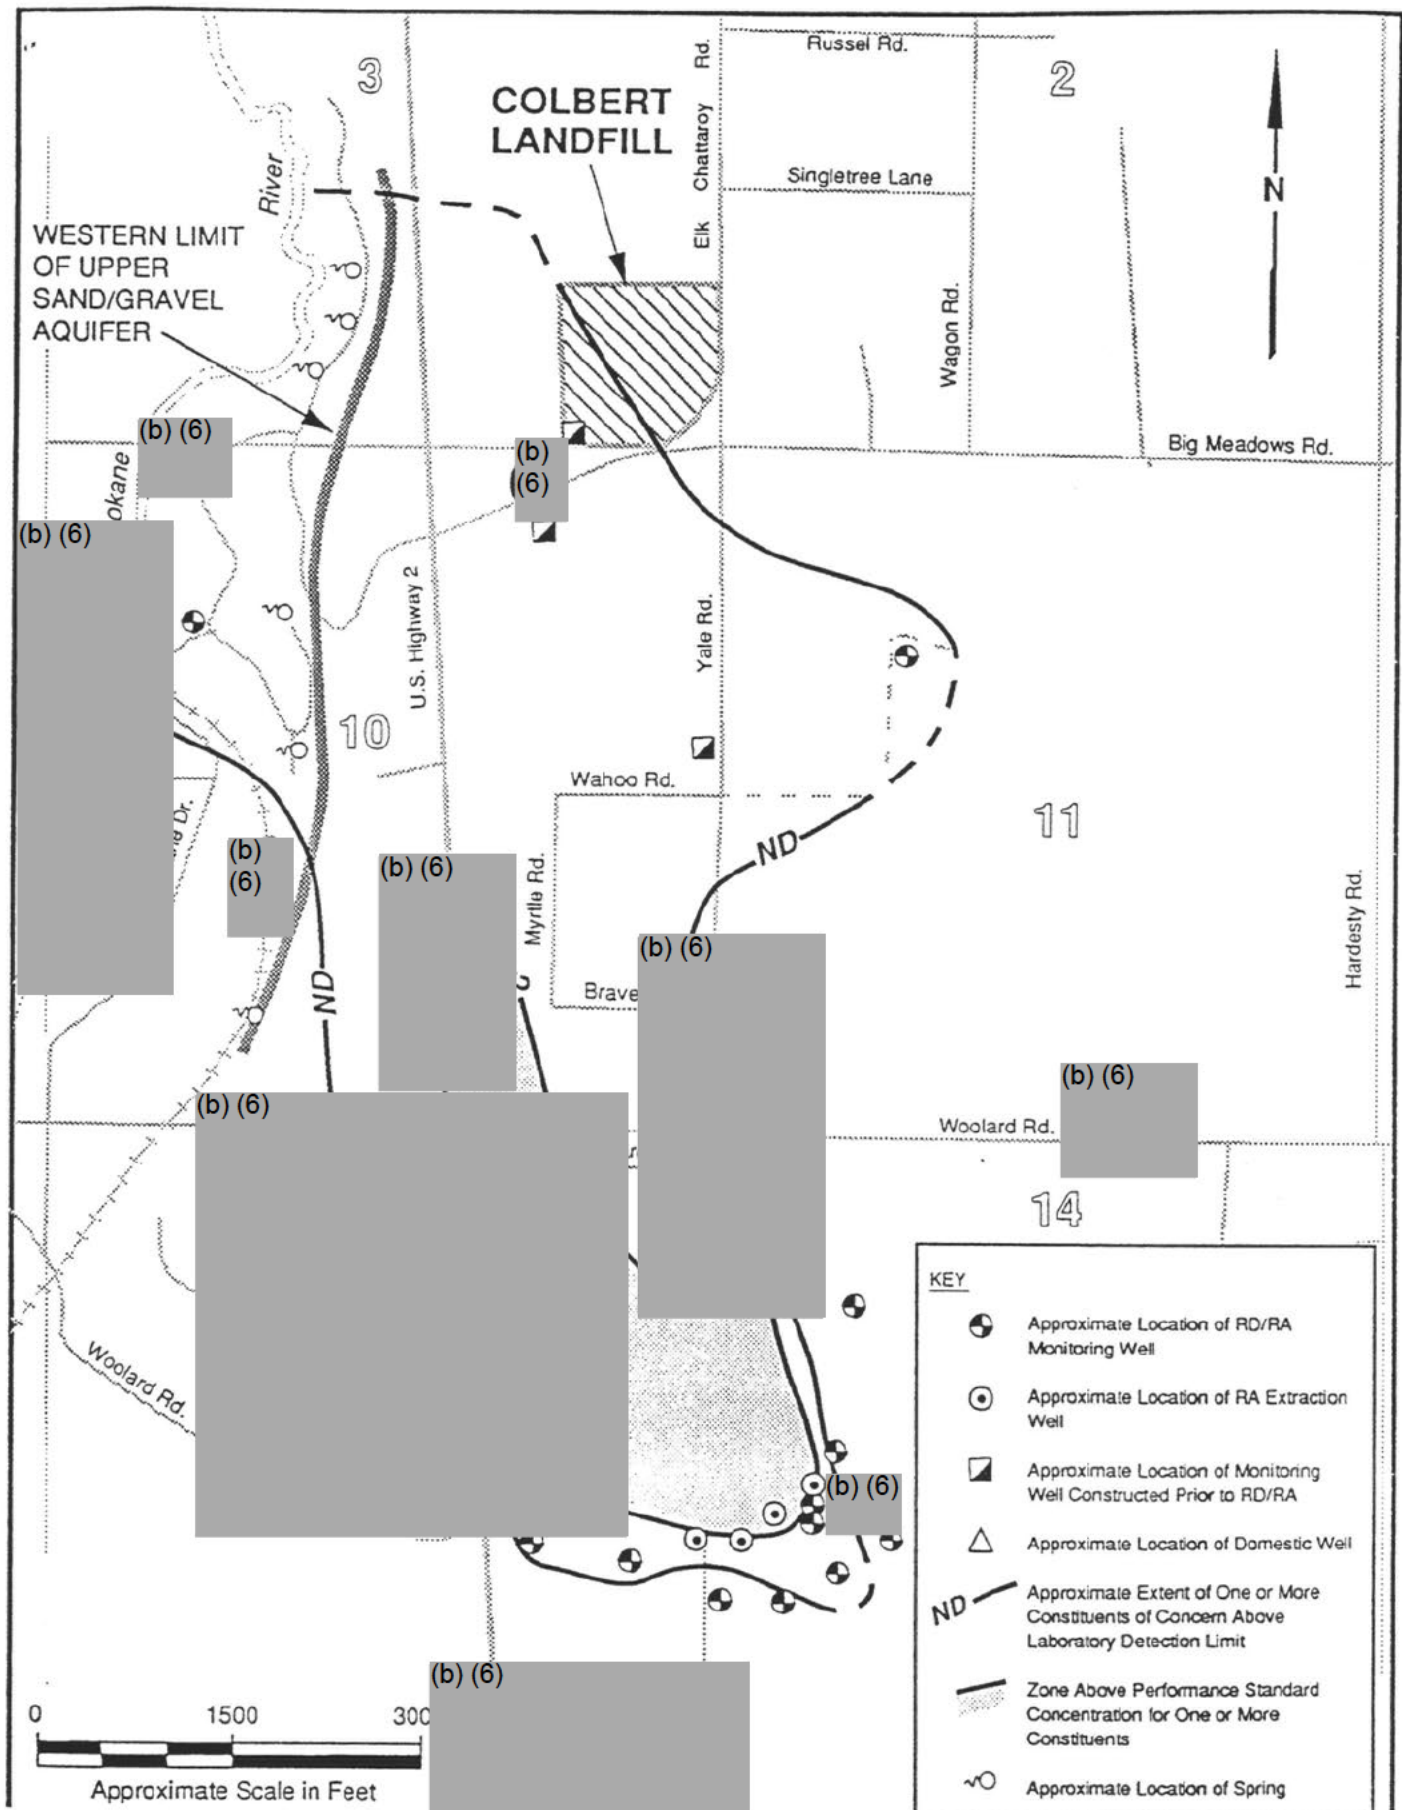 3
COLBERT
LANDFILL
Elk Chattaroy Rd.
Russel Rd.
2
River
Singletree Lane
N
WESTERN LIMIT
OF UPPER
SAND/GRAVEL
AQUIFER
Wagon Rd.
(b) (6)
(b)
(6)
Big Meadows Rd.
okane
(b) (6)
U.S. Highway 2
Yale Rd.
10
Wahoo Rd.
11
Dr.
ND
(b)
(6)
(b) (6)
Myrtle Rd.
Hardesty Rd.
(b) (6)
ND
Brave
(b) (6)
(b) (6)
Woolard Rd.
14
Woolard Rd.
KEY
Approximate Location of RD/RA
Monitoring Well
Approximate Location of RA Extraction
Well
Approximate Location of Monitoring
Well Constructed Prior to RD/RA
Approximate Location of Domestic Well
ND
Approximate Extent of One or More
Constituents of Concern Above
Laboratory Detection Limit
Zone Above Performance Standard
Concentration for One or More
Constituents
Approximate Location of Spring
(b) (6)
(b) (6)
0 1500 300
Approximate Scale in Feet